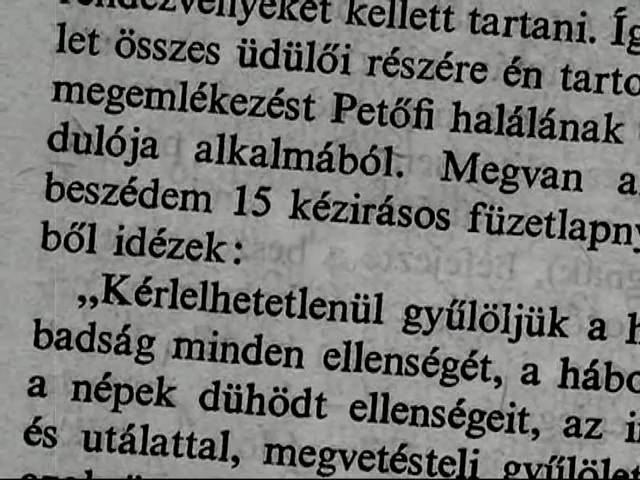 rendezvényeket kellett tartani. Íg
let összes üdülői részére én tarto
megemlékezést Petőfi halálának
dulója alkalmából. Megvan a
beszédem 15 kézirásos füzetlapny
ből idézek:
„Kérlelhetetlenül gyűlöljük a h
badság minden ellenségét, a hábo
a népek dühödt ellenségeit, az i
és utálattal, megvetésteli gyűlölet